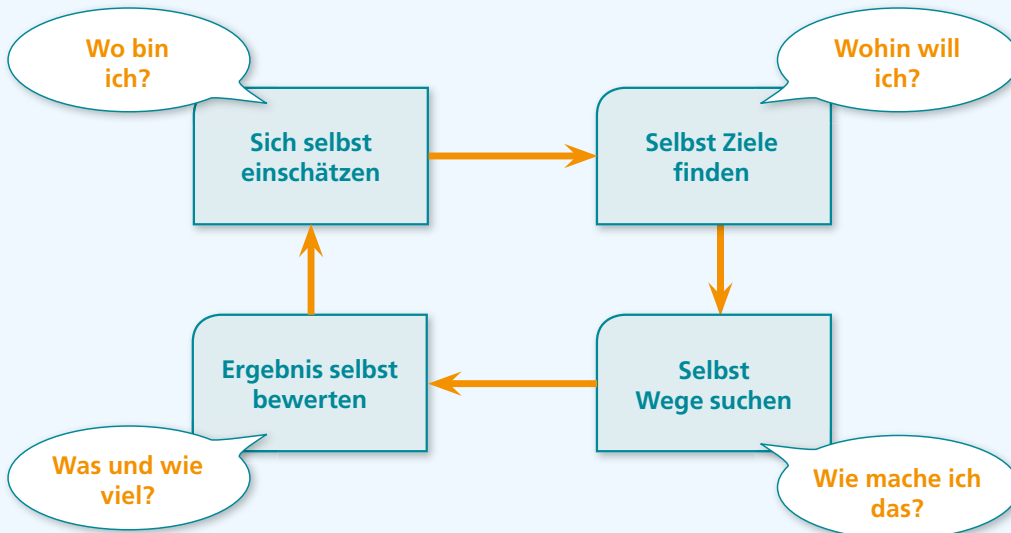 Wo bin
ich?
Wohin will
ich?
Sich selbst
einschätzen
Selbst Ziele
finden
Ergebnis selbst
bewerten
Selbst
Wege suchen
Was und wie
viel?
Wie mache ich
das?